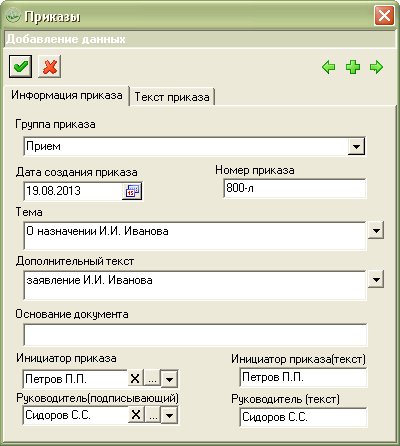 Приказы
Добавление данных
Информация приказа Текст приказа
Группа приказа
Прием
Дата создания приказа Номер приказа
19.08.2013 800-л
Тема
О назначении И.И. Иванова
Дополнительный текст
заявление И.И. Иванова
Основание документа
Инициатор приказа Инициатор приказа(текст)
Петров П.П. X ... Петров П.П.
Руководитель(подписывающий) Руководитель (текст)
Сидоров С.С. X ... Сидоров С.С.